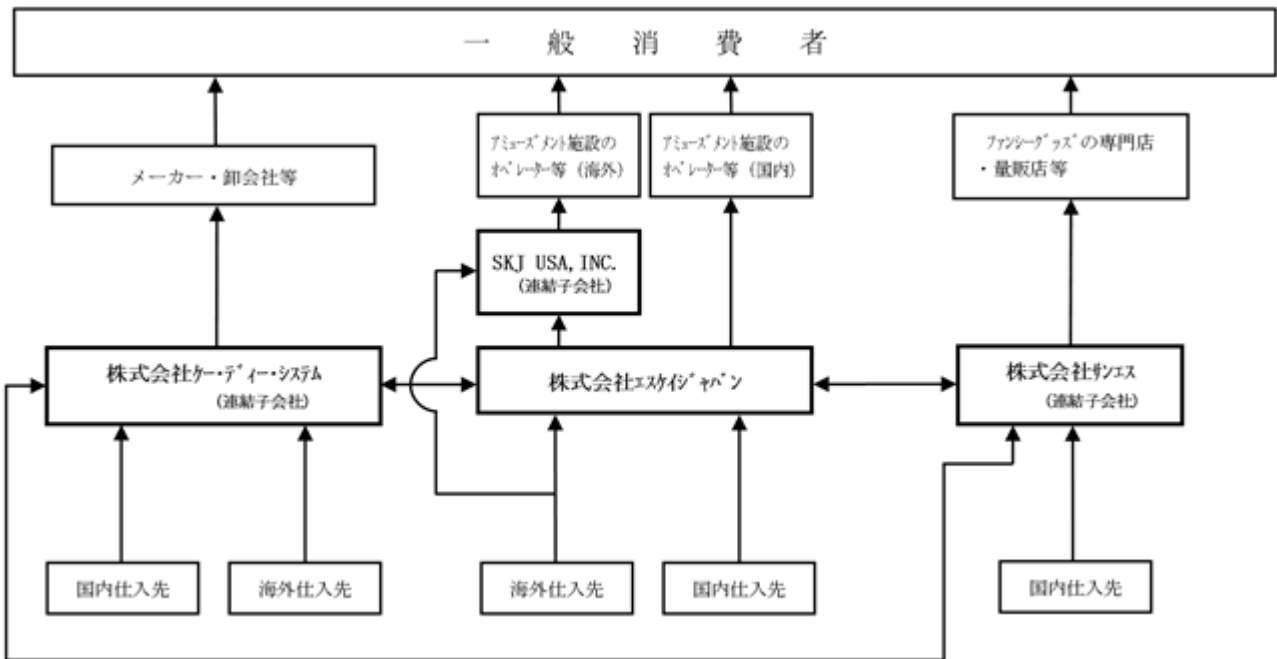 一般消費者
メーカー・卸会社等
ｱﾐｭｰｽﾞﾒﾝﾄ施設の
ｵﾍﾟﾚｰﾀｰ等（海外）
ｱﾐｭｰｽﾞﾒﾝﾄ施設の
ｵﾍﾟﾚｰﾀｰ等（国内）
ﾌｧﾝｼｰｸﾞｯｽﾞの専門店
・量販店等
SKJ USA,INC.
（連結子会社）
株式会社ｹｰ･ﾃﾞｨｰ･ｼｽﾃﾑ
（連結子会社）
株式会社ｴｽｹｲｼﾞｬﾊﾟﾝ
株式会社ｻﾝｴｽ
（連結子会社）
国内仕入先
海外仕入先
海外仕入先
国内仕入先
国内仕入先